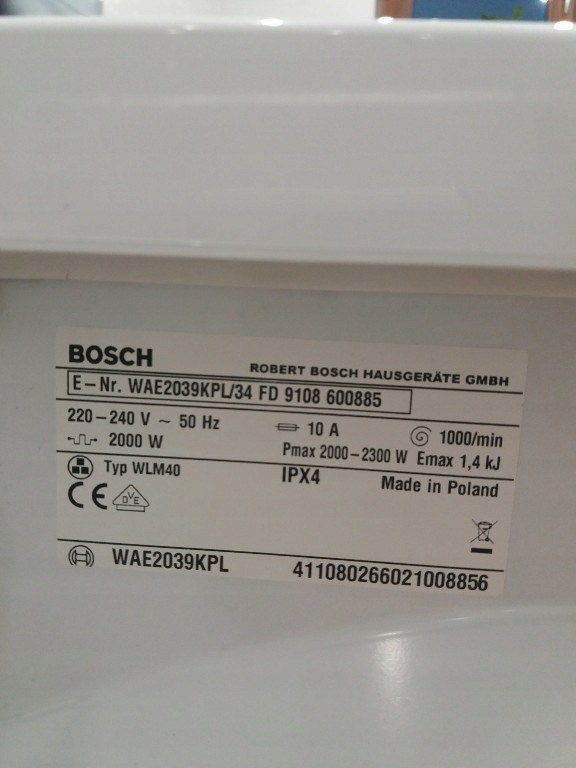 BOSCH
ROBERT BOSCH HAUSGERÄTE GMBH
E-Nr. WAE2039KPL/34 FD 9108 600885
220-240 V ~ 50 Hz 10 A 1000/min
2000 W Pmax 2000-2300 W Emax 1,4 kJ
Typ WLM40 IPX4 Made in Poland
CE DVE
WAE2039KPL 411080266021008856